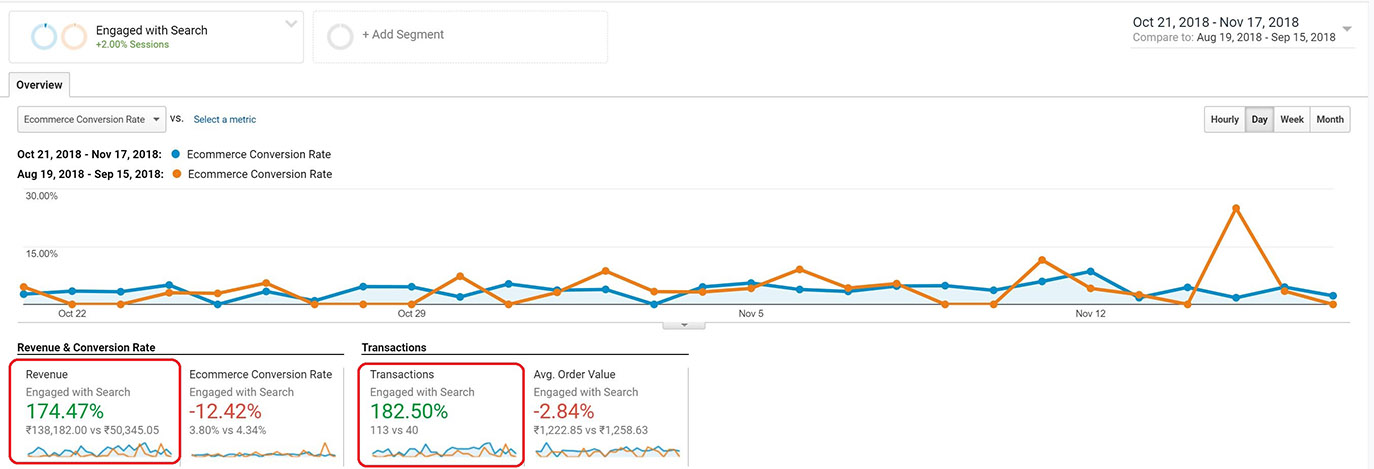 Engaged with Search
+2.00% Sessions
+ Add Segment
Oct 21, 2018 - Nov 17, 2018
Compare to: Aug 19, 2018 - Sep 15, 2018
Overview
Ecommerce Conversion Rate
vs.
Select a metric
Hourly Day Week Month
Oct 21, 2018 - Nov 17, 2018: Ecommerce Conversion Rate
Aug 19, 2018 - Sep 15, 2018: Ecommerce Conversion Rate
30.00%
15.00%
Oct 22 Oct 29 Nov 5 Nov 12
Revenue & Conversion Rate
Revenue
Engaged with Search
174.47%
₹138,182.00 vs ₹50,345.05
Ecommerce Conversion Rate
Engaged with Search
-12.42%
3.80% vs 4.34%
Transactions
Transactions
Engaged with Search
182.50%
113 vs 40
Avg. Order Value
Engaged with Search
-2.84%
₹1,222.85 vs ₹1,258.63